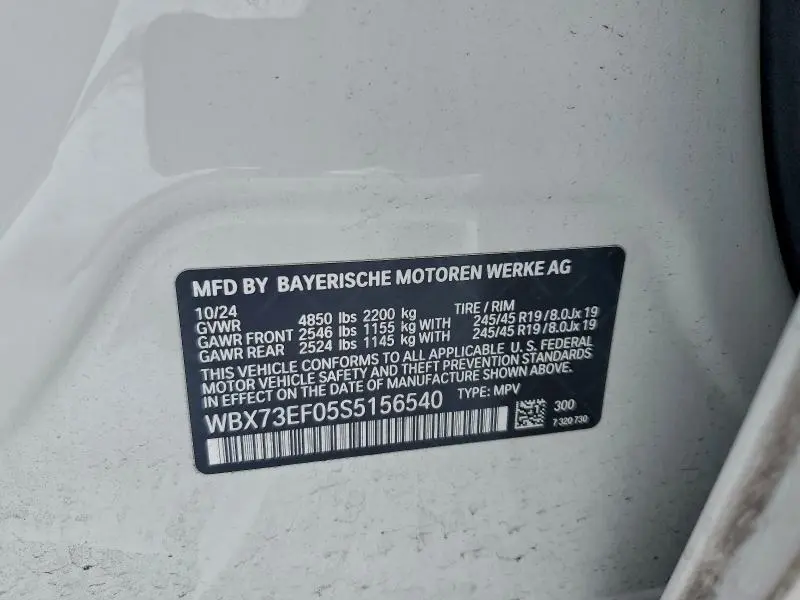 MFD BY BAYERISCHE MOTOREN WERKE AG
10/24
GVWR 4850 lbs 2200 kg TIRE / RIM
GAWR FRONT 2546 lbs 1155 kg WITH 245/45 R19 / 8.0Jx 19
GAWR REAR 2524 lbs 1145 kg WITH 245/45 R19 / 8.0Jx 19
THIS VEHICLE CONFORMS TO ALL APPLICABLE U. S. FEDERAL
MOTOR VEHICLE SAFETY AND THEFT PREVENTION STANDARDS
IN EFFECT ON THE DATE OF MANUFACTURE SHOWN ABOVE.
WBX73EF05S5156540 TYPE: MPV
300
7 320 730